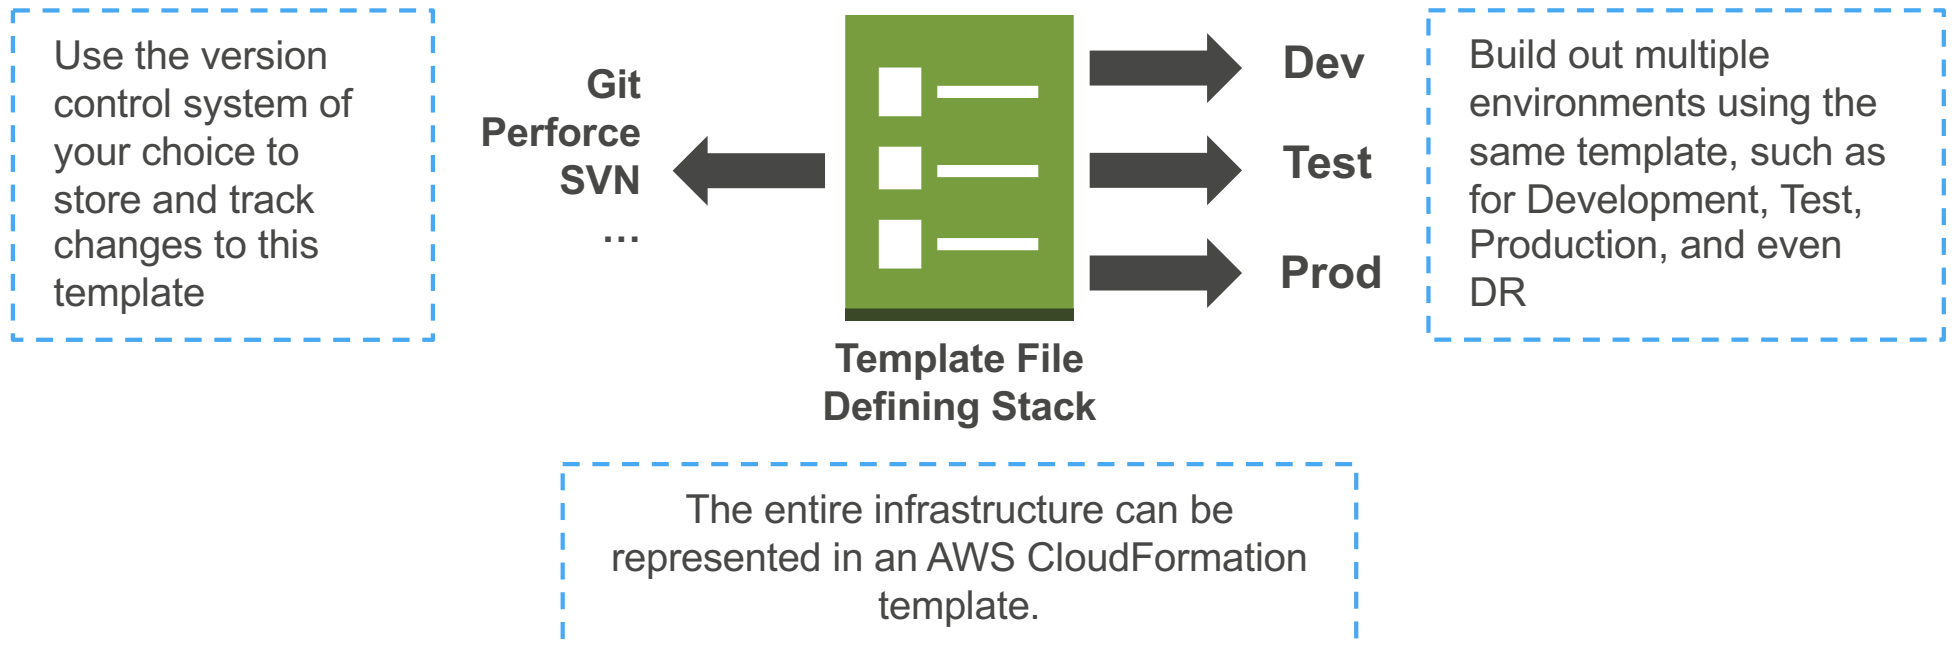 Use the version
control system of
your choice to
store and track
changes to this
template
Git
Perforce
SVN
…
Template File
Defining Stack
Dev
Test
Prod
Build out multiple
environments using the
same template, such as
for Development, Test,
Production, and even
DR
The entire infrastructure can be
represented in an AWS CloudFormation
template.